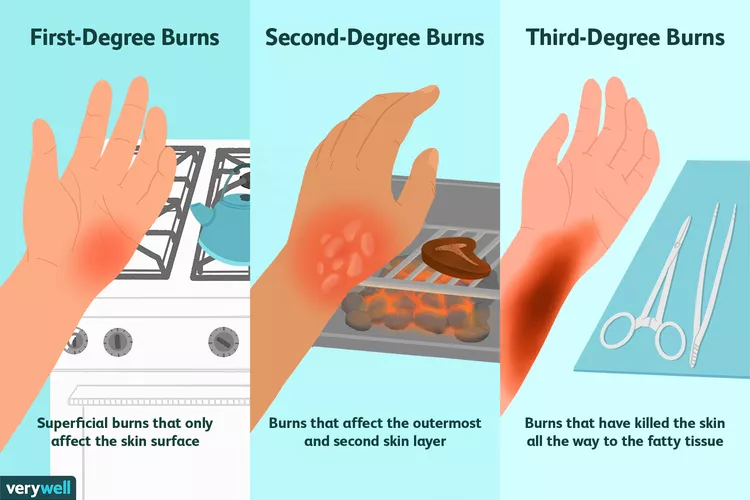 First-Degree Burns
Second-Degree Burns
Third-Degree Burns
Superficial burns that only
affect the skin surface
Burns that affect the outermost
and second skin layer
Burns that have killed the skin
all the way to the fatty tissue
verywell